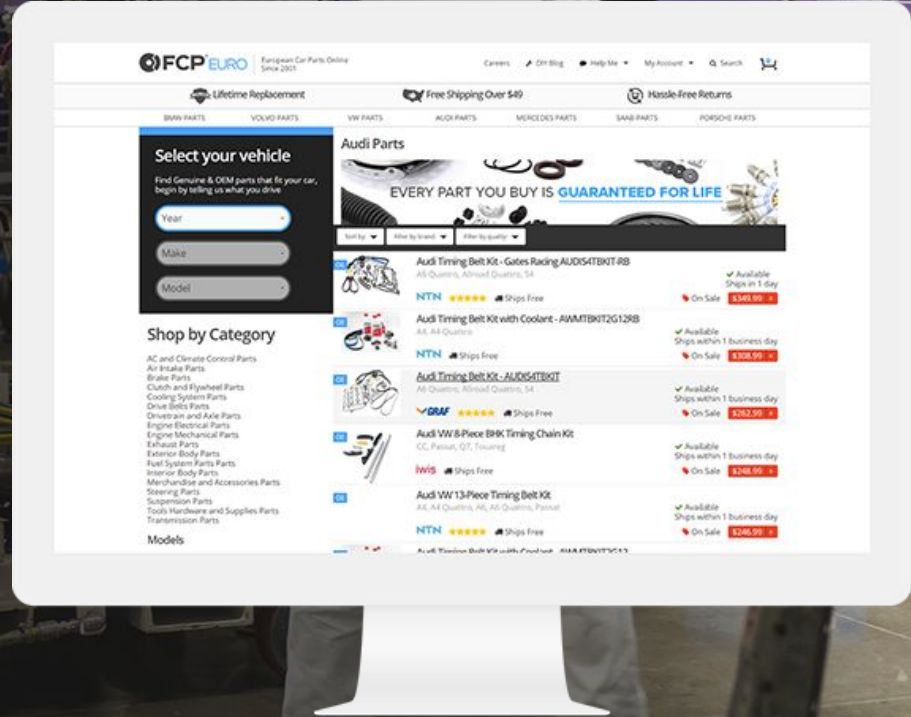 FCP EURO
European Car Parts Online
Since 2001
Careers DIY Blog Help Me My Account Search
Lifetime Replacement Free Shipping Over $49 Hassle-Free Returns
BMW PARTS VOLVO PARTS VW PARTS AUDI PARTS MERCEDES PARTS SAAB PARTS PORSCHE PARTS
Select your vehicle
Find Genuine & OEM parts that fit your car,
begin by telling us what you drive
Year
Make
Model
Shop by Category
AC and Climate Control Parts
Air Intake Parts
Brake Parts
Clutch and Flywheel Parts
Cooling System Parts
Drive Belts Parts
Drivetrain and Axle Parts
Engine Electrical Parts
Engine Mechanical Parts
Exhaust Parts
Exterior Body Parts
Fuel System Parts Parts
Interior Body Parts
Merchandise and Accessories Parts
Steering Parts
Suspension Parts
Tools Hardware and Supplies Parts
Transmission Parts
Models
Audi Parts
EVERY PART YOU BUY IS GUARANTEED FOR LIFE
Sort by: Filter by brand: Filter by quality:
OE
Audi Timing Belt Kit - Gates Racing AUDIS4TBKIT-RB
A6 Quattro, Allroad Quattro, S4
Available
Ships in 1 day
NTN Ships Free On Sale $349.99
OE
Audi Timing Belt Kit with Coolant - AWMTBKIT2G12RB
A4, A4 Quattro
Available
Ships within 1 business day
NTN Ships Free On Sale $308.99
OE
Audi Timing Belt Kit - AUDIS4TBKIT
A6 Quattro, Allroad Quattro, S4
Available
Ships within 1 business day
GRAF Ships Free On Sale $262.99
OE
Audi VW 8-Piece BHK Timing Chain Kit
CC, Passat, Q7, Touareg
Available
Ships within 1 business day
iwis Ships Free On Sale $248.99
OE
Audi VW 13-Piece Timing Belt Kit
A4, A4 Quattro, A6, A6 Quattro, Passat
Available
Ships within 1 business day
NTN Ships Free On Sale $246.99
OE
Audi Timing Belt Kit with Coolant - AWMTBKIT2G12